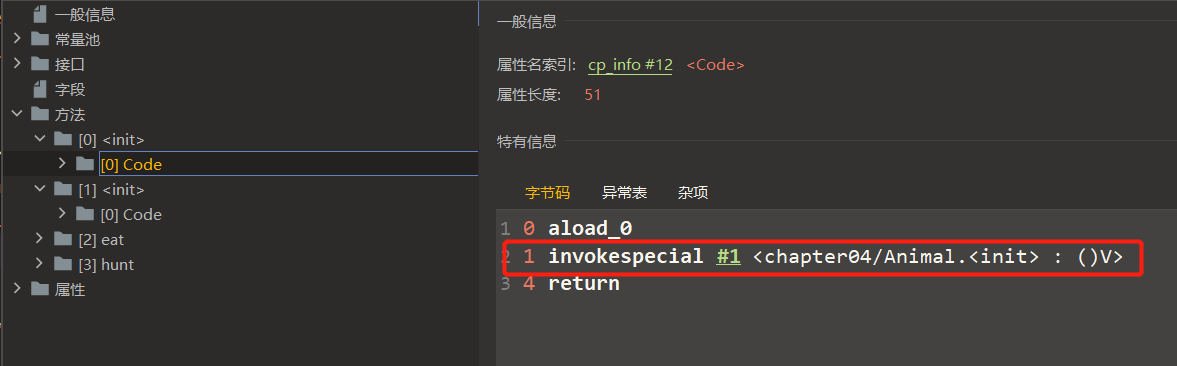 一般信息
常量池
接口
字段
方法
[0] <init>
[0] Code
[1] <init>
[0] Code
[2] eat
[3] hunt
属性
一般信息
属性名索引: cp_info #12 <Code>
属性长度: 51
特有信息
字节码 异常表 杂项
1 0 aload_0
2 1 invokespecial #1 <chapter04/Animal.<init> : ()V>
3 4 return